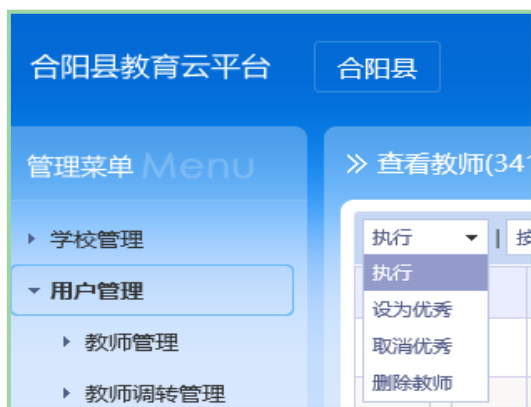 合阳县教育云平台 合阳县
管理菜单 Menu
>> 查看教师(341
学校管理
用户管理
教师管理
教师调转管理
执行 | 按
执行
设为优秀
取消优秀
删除教师